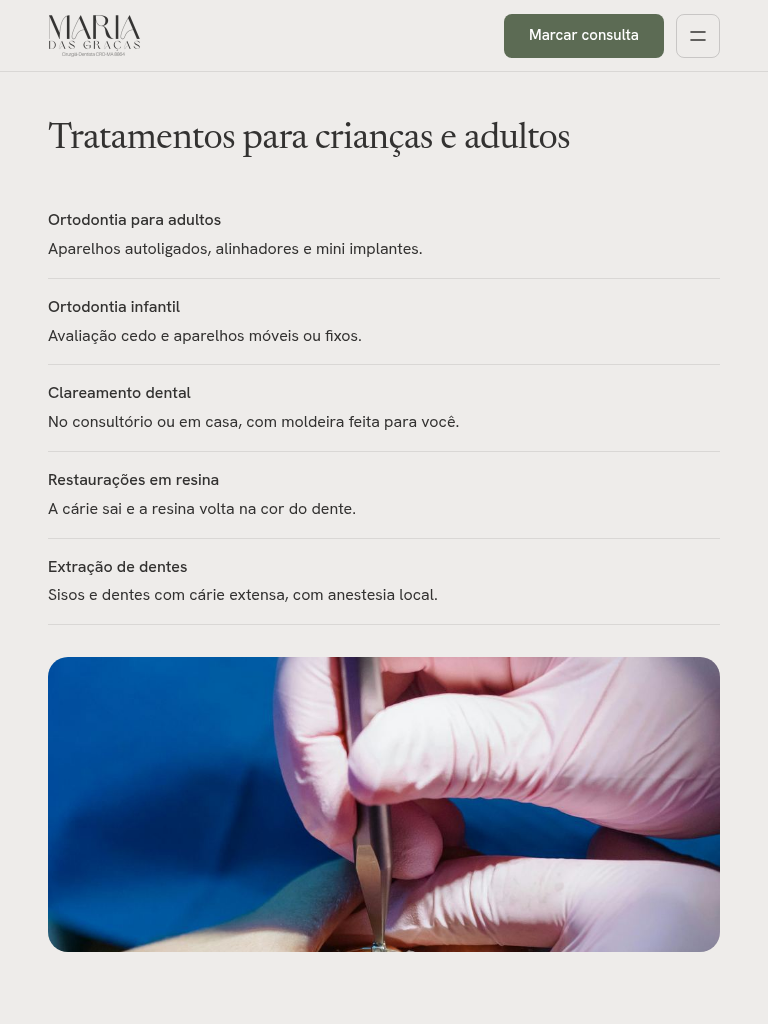 MARIA
DAS GRAÇAS
Marcar consulta
Tratamentos para crianças e adultos
Ortodontia para adultos
Aparelhos autoligados, alinhadores e mini implantes.
Ortodontia infantil
Avaliação cedo e aparelhos móveis ou fixos.
Clareamento dental
No consultório ou em casa, com moldeira feita para você.
Restaurações em resina
A cárie sai e a resina volta na cor do dente.
Extração de dentes
Sisos e dentes com cárie extensa, com anestesia local.